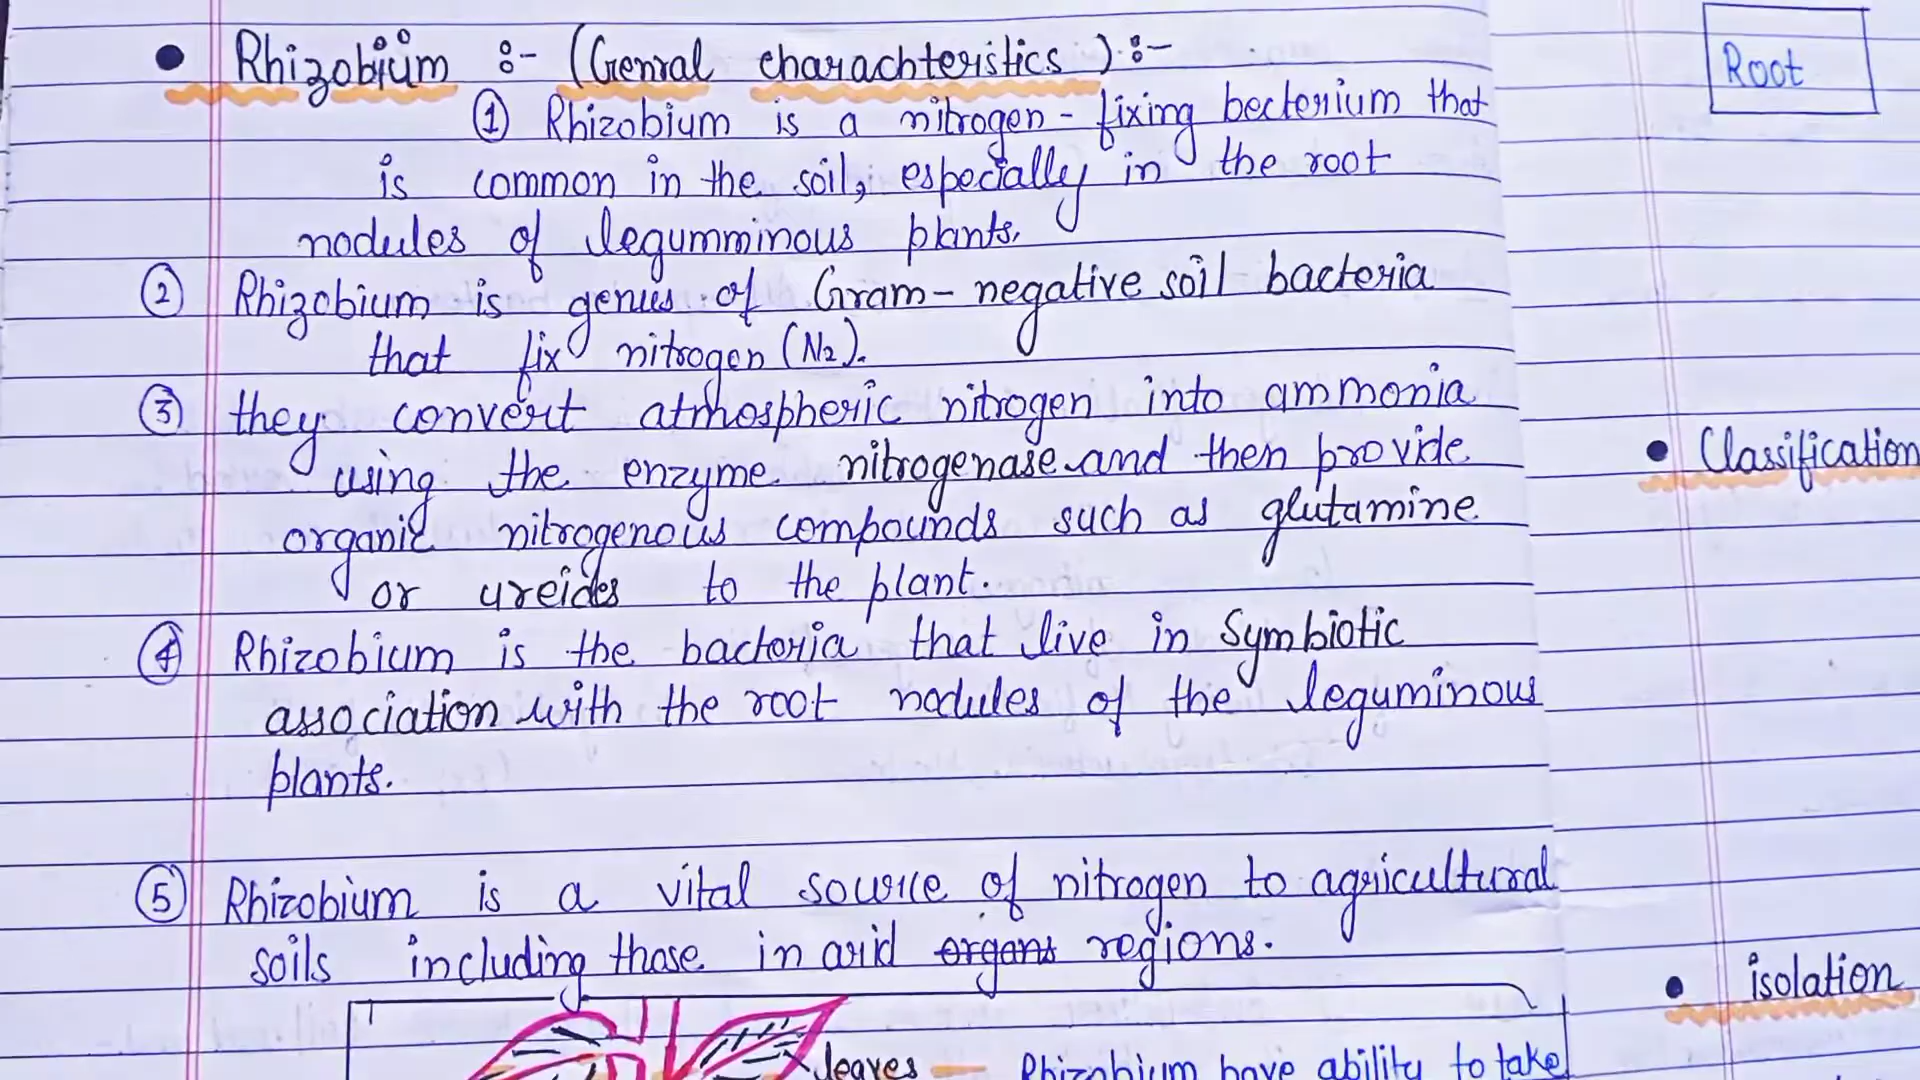 • Rhizobium :- (Genral charachteristics) :-
① Rhizobium is a nitrogen - fixing becterium that
is common in the soil, especially in the root
nodules of legumminous plants.
② Rhizobium is genus of Gram - negative soil bacteria
that fix nitrogen (N2).
③ they convert atmospheric nitrogen into ammonia
using the enzyme nitrogenase and then provide
organic nitrogenous compounds such as glutamine
or ureides to the plant.
④ Rhizobium is the bacteria that live in Symbiotic
association with the root nodules of the leguminous
plants.
⑤ Rhizobium is a vital source of nitrogen to agricultural
soils including those in arid organs regions.
leaves — Rhizobium have ability to take
Root
• Classification
• isolation